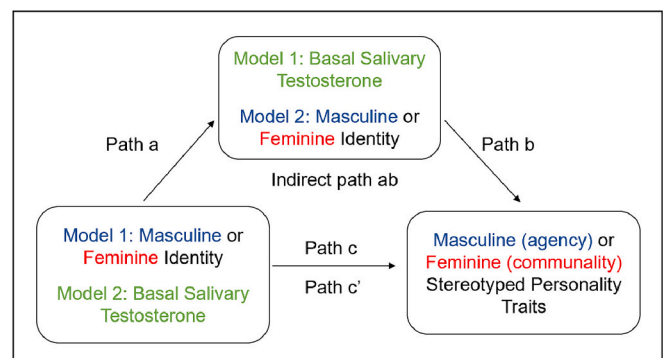 Model 1: Basal Salivary
Testosterone
Model 2: Masculine or
Feminine Identity
Path a
Path b
Indirect path ab
Model 1: Masculine or
Feminine Identity
Model 2: Basal Salivary
Testosterone
Path c
Path c’
Masculine (agency) or
Feminine (communality)
Stereotyped Personality
Traits